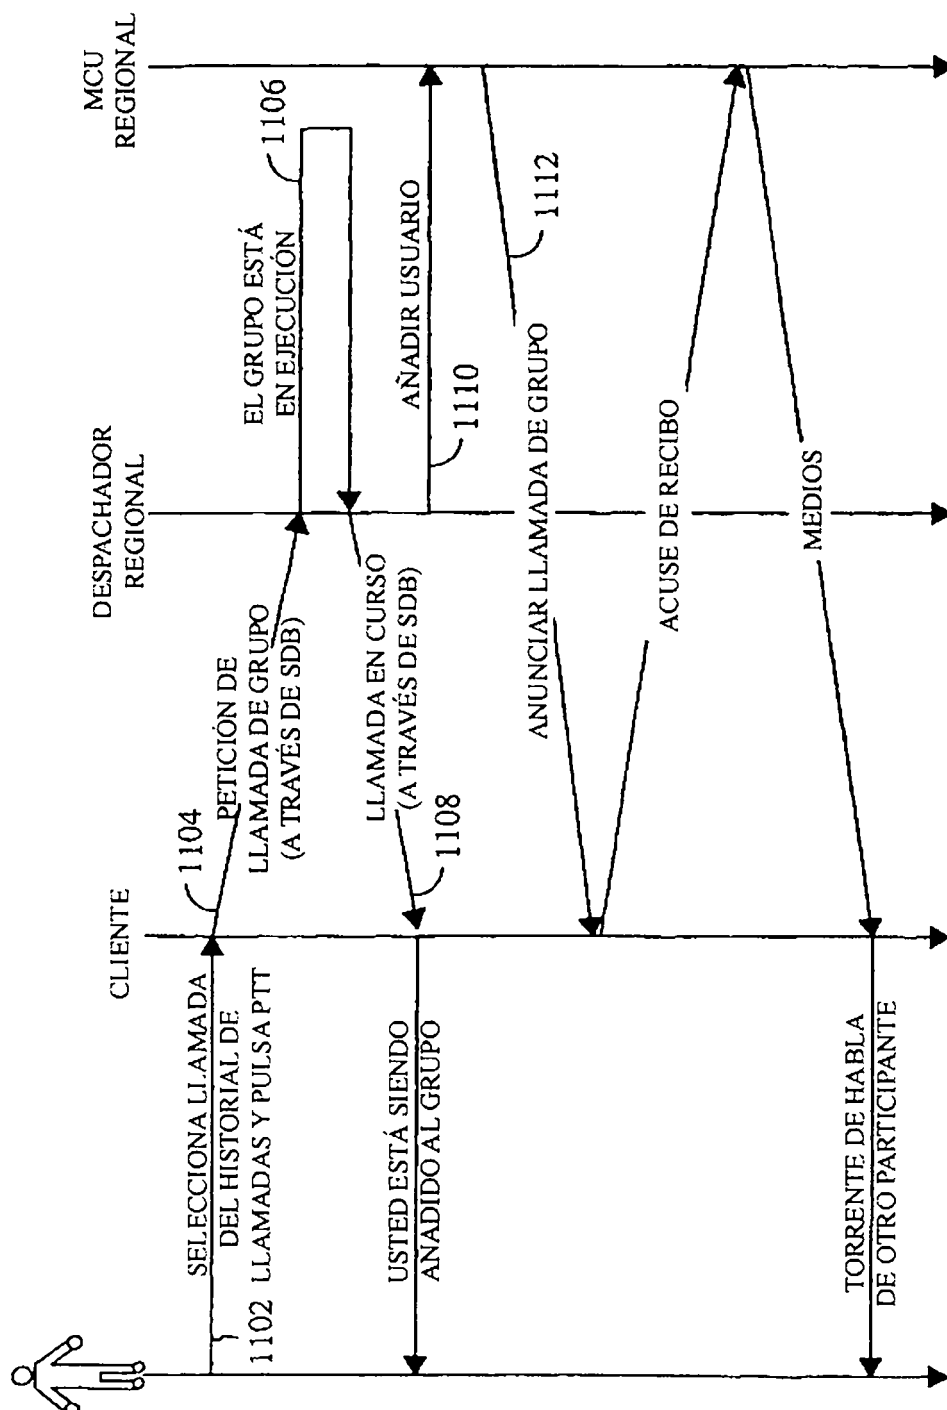 CLIENTE
DESPACHADOR
REGIONAL
MCU
REGIONAL
SELECCIONA LLAMADA
DEL HISTORIAL DE
LLAMADAS Y PULSA PTT
1102
1104
PETICIÓN DE
LLAMADA DE GRUPO
(A TRAVÉS DE SDB)
EL GRUPO ESTÁ
EN EJECUCIÓN
1106
LLAMADA EN CURSO
(A TRAVÉS DE SDB)
1108
USTED ESTÁ SIENDO
AÑADIDO AL GRUPO
AÑADIR USUARIO
1110
1112
ANUNCIAR LLAMADA DE GRUPO
ACUSE DE RECIBO
MEDIOS
TORRENTE DE HABLA
DE OTRO PARTICIPANTE